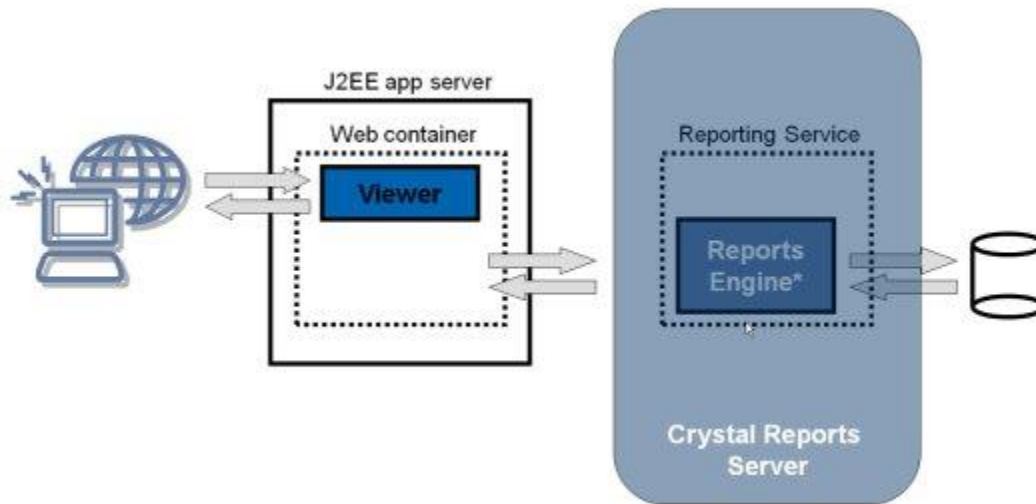 J2EE app server
Web container
Viewer
Reporting Service
Reports
Engine*
Crystal Reports
Server